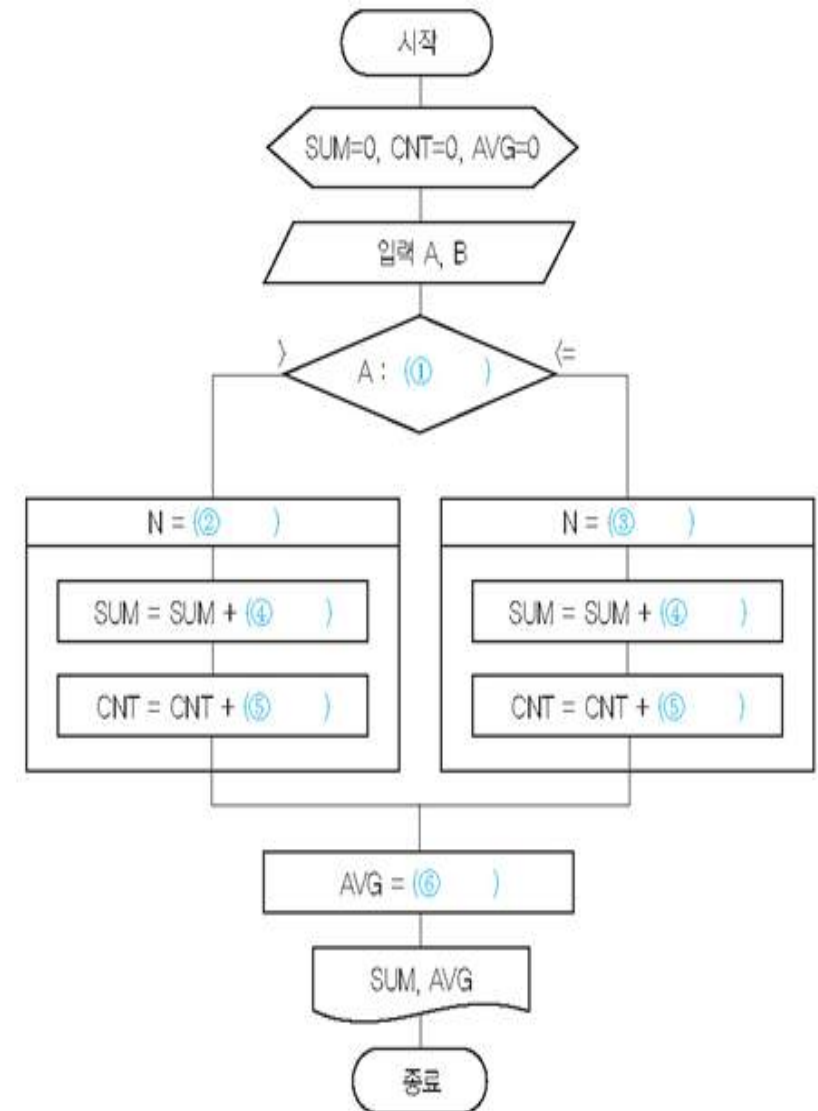 시작
SUM=0, CNT=0, AVG=0
입력 A, B
> A : (① ) <=
N = (② )
SUM = SUM + (④ )
CNT = CNT + (⑤ )
N = (③ )
SUM = SUM + (④ )
CNT = CNT + (⑤ )
AVG = (⑥ )
SUM, AVG
종료